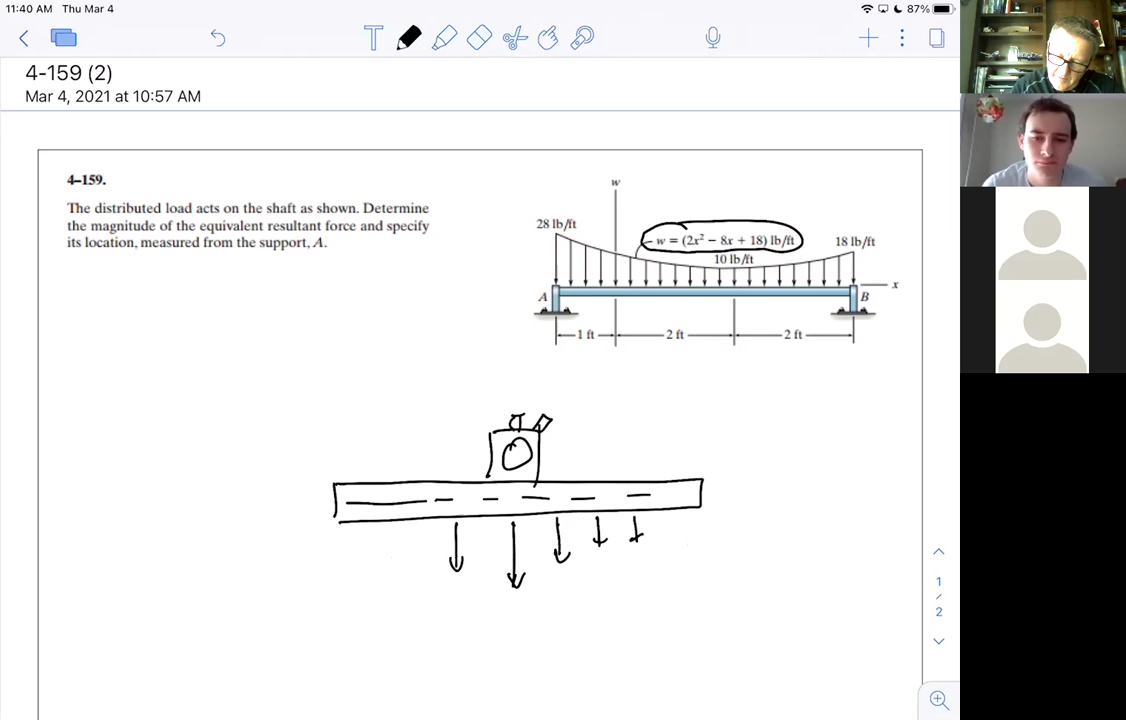 11:40 AM Thu Mar 4
87%
4-159 (2)
Mar 4, 2021 at 10:57 AM
4–159.
The distributed load acts on the shaft as shown. Determine
the magnitude of the equivalent resultant force and specify
its location, measured from the support, A.
w
28 lb/ft
w = (2x² − 8x + 18) lb/ft
18 lb/ft
10 lb/ft
x
A
B
1 ft
2 ft
2 ft
1
/
2